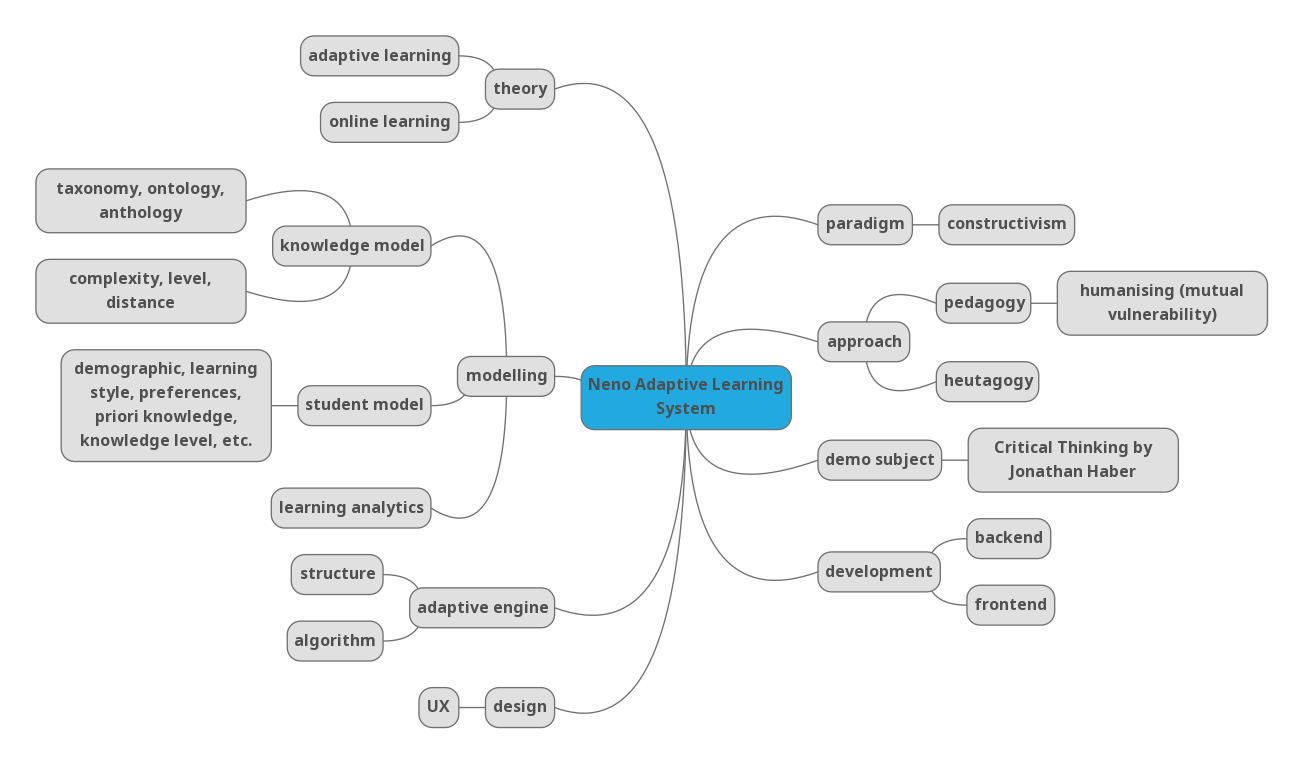 adaptive learning
theory
online learning
taxonomy, ontology,
anthology
knowledge model
complexity, level,
distance
modelling
demographic, learning
style, preferences,
priori knowledge,
knowledge level, etc.
student model
learning analytics
structure
adaptive engine
algorithm
UX
design
Neno Adaptive Learning
System
paradigm
constructivism
approach
pedagogy
humanising (mutual
vulnerability)
heutagogy
demo subject
Critical Thinking by
Jonathan Haber
development
backend
frontend